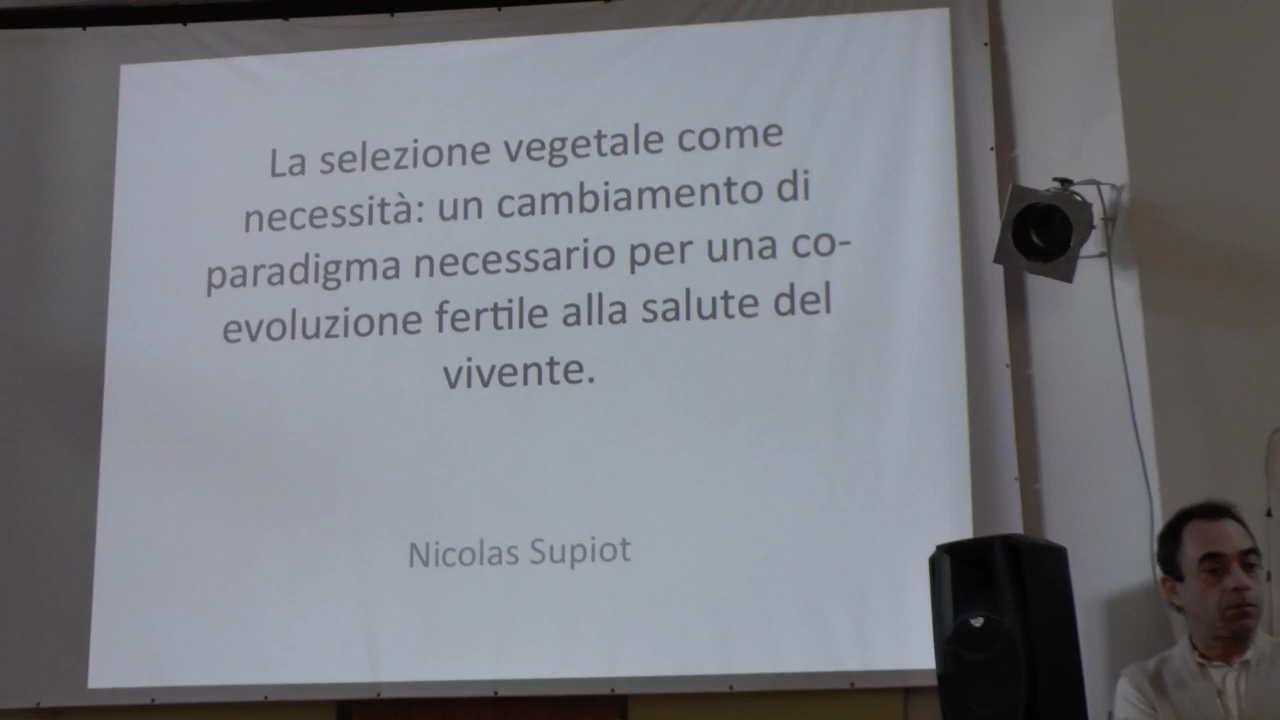 La selezione vegetale come
necessità: un cambiamento di
paradigma necessario per una co-
evoluzione fertile alla salute del
vivente.
Nicolas Supiot